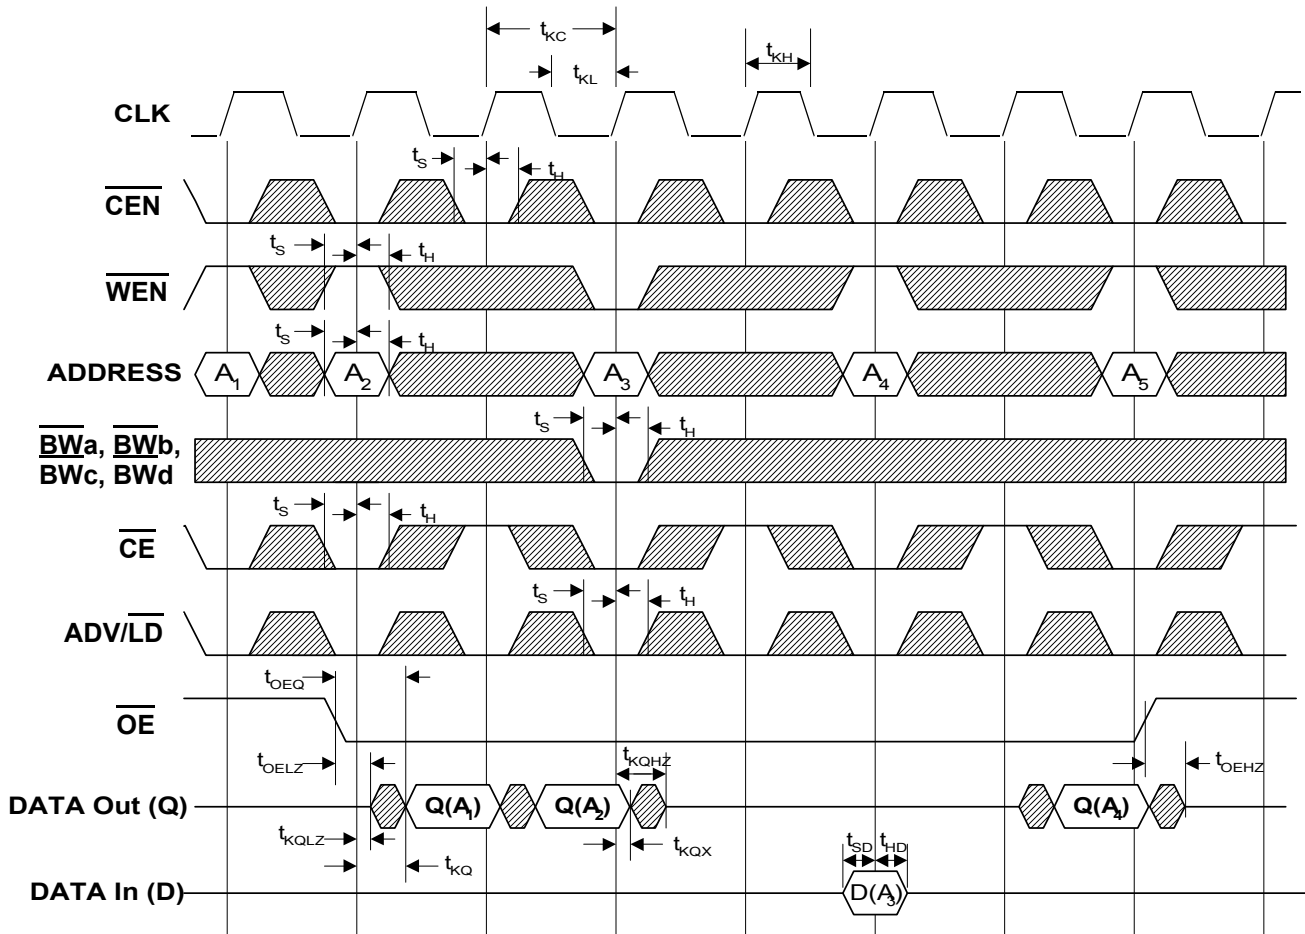 tKC
tKL
tKH
CLK
tS
tH
CEN
tS
tH
WEN
tS
tH
ADDRESS
A1
A2
A3
A4
A5
tS
tH
BWa, BWb,
BWc, BWd
tS
tH
CE
tS
tH
ADV/LD
tOEQ
OE
tOELZ
tKQHZ
tOEHZ
DATA Out (Q)
Q(A1)
Q(A2)
Q(A4)
tKQLZ
tKQ
tKQX
tSD
tHD
DATA In (D)
D(A3)